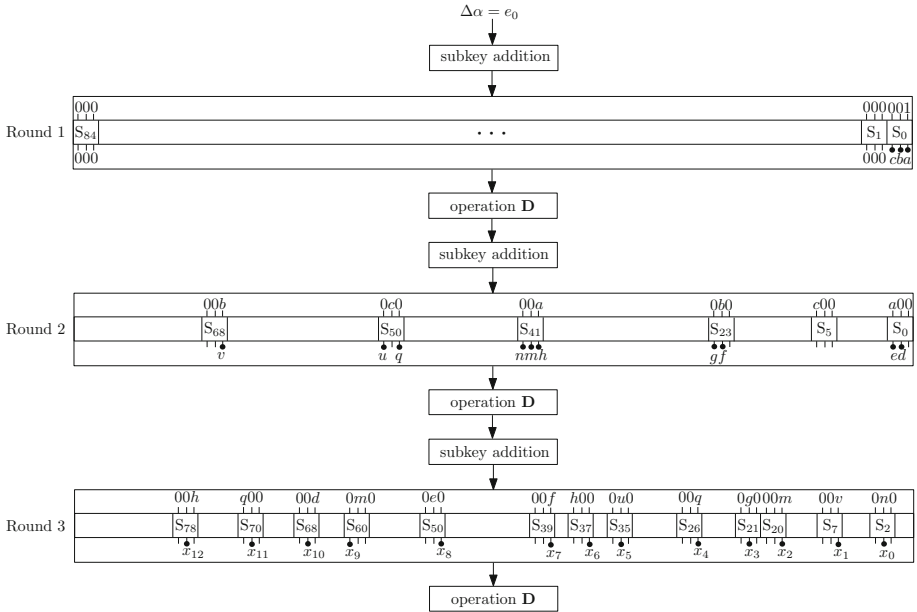 Δα = e₀
subkey addition
000 000 001
Round 1 S₈₄ · · · S₁ S₀
000 000 cba
operation D
subkey addition
00b 0c0 00a 0b0 c00 a00
Round 2 S₆₈ S₅₀ S₄₁ S₂₃ S₅ S₀
v u q nmh gf ed
operation D
subkey addition
00h q00 00d 0m0 0e0 00f h00 0u0 00q 0g0 00m 00v 0n0
Round 3 S₇₈ S₇₀ S₆₈ S₆₀ S₅₀ S₃₉ S₃₇ S₃₅ S₂₆ S₂₁ S₂₀ S₇ S₂
x₁₂ x₁₁ x₁₀ x₉ x₈ x₇ x₆ x₅ x₄ x₃ x₂ x₁ x₀
operation D